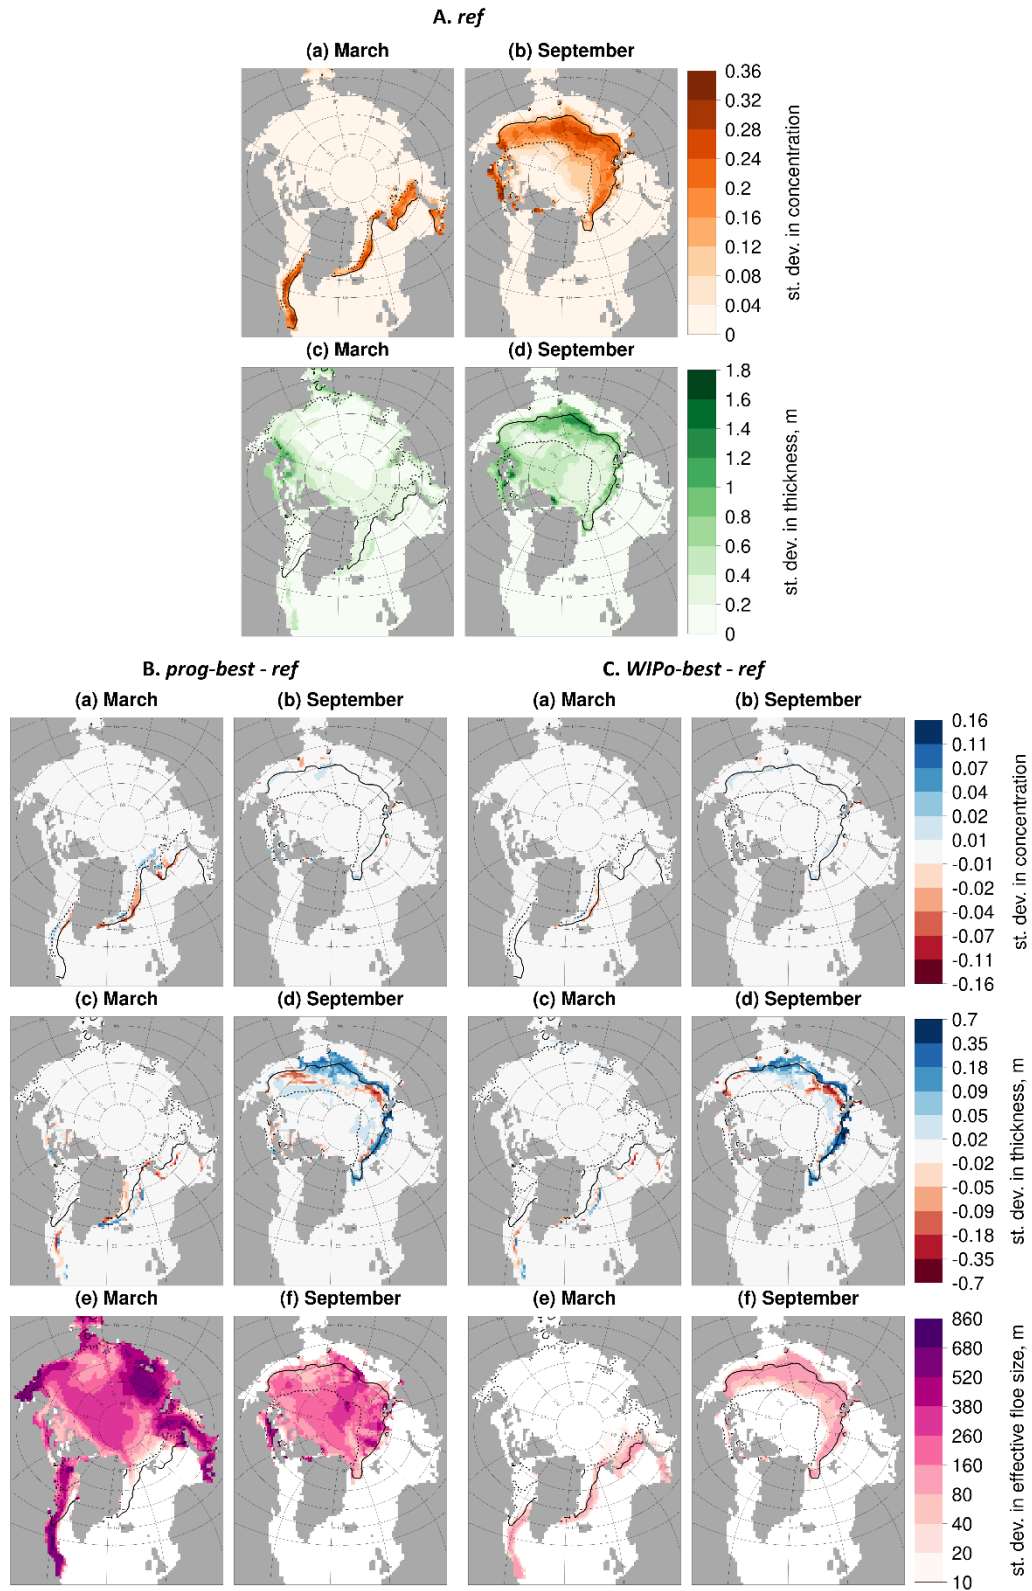 A. ref
(a) March
(b) September
0.36
0.32
0.28
0.24
0.2
0.16
0.12
0.08
0.04
0
st. dev. in concentration
(c) March
(d) September
1.8
1.6
1.4
1.2
1
0.8
0.6
0.4
0.2
0
st. dev. in thickness, m
B. prog-best - ref
C. WIPo-best - ref
(a) March
(b) September
(a) March
(b) September
0.16
0.11
0.07
0.04
0.02
0.01
-0.01
-0.02
-0.04
-0.07
-0.11
-0.16
st. dev. in concentration
(c) March
(d) September
(c) March
(d) September
0.7
0.35
0.18
0.09
0.05
0.02
-0.02
-0.05
-0.09
-0.18
-0.35
-0.7
st. dev. in thickness, m
(e) March
(f) September
(e) March
(f) September
860
680
520
380
260
160
80
40
20
10
st. dev. in effective floe size, m